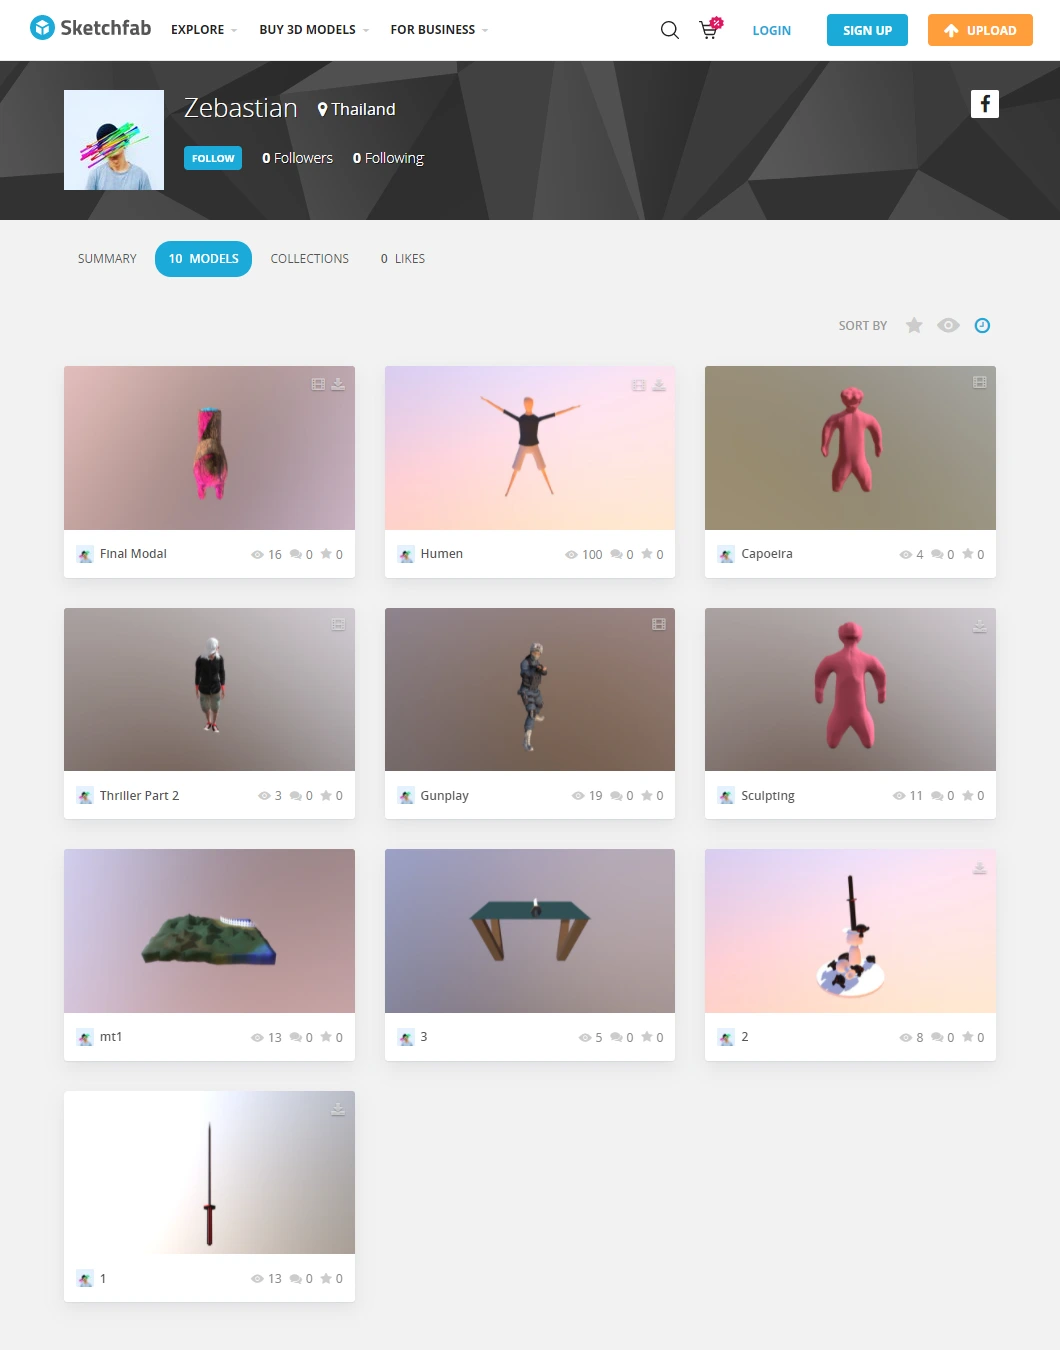 Sketchfab EXPLORE BUY 3D MODELS FOR BUSINESS LOGIN SIGN UP UPLOAD
Zebastian Thailand
FOLLOW 0 Followers 0 Following
SUMMARY 10 MODELS COLLECTIONS 0 LIKES
SORT BY
Final Modal 16 0 0
Humen 100 0 0
Capoeira 4 0 0
Thriller Part 2 3 0 0
Gunplay 19 0 0
Sculpting 11 0 0
mt1 13 0 0
3 5 0 0
2 8 0 0
1 13 0 0